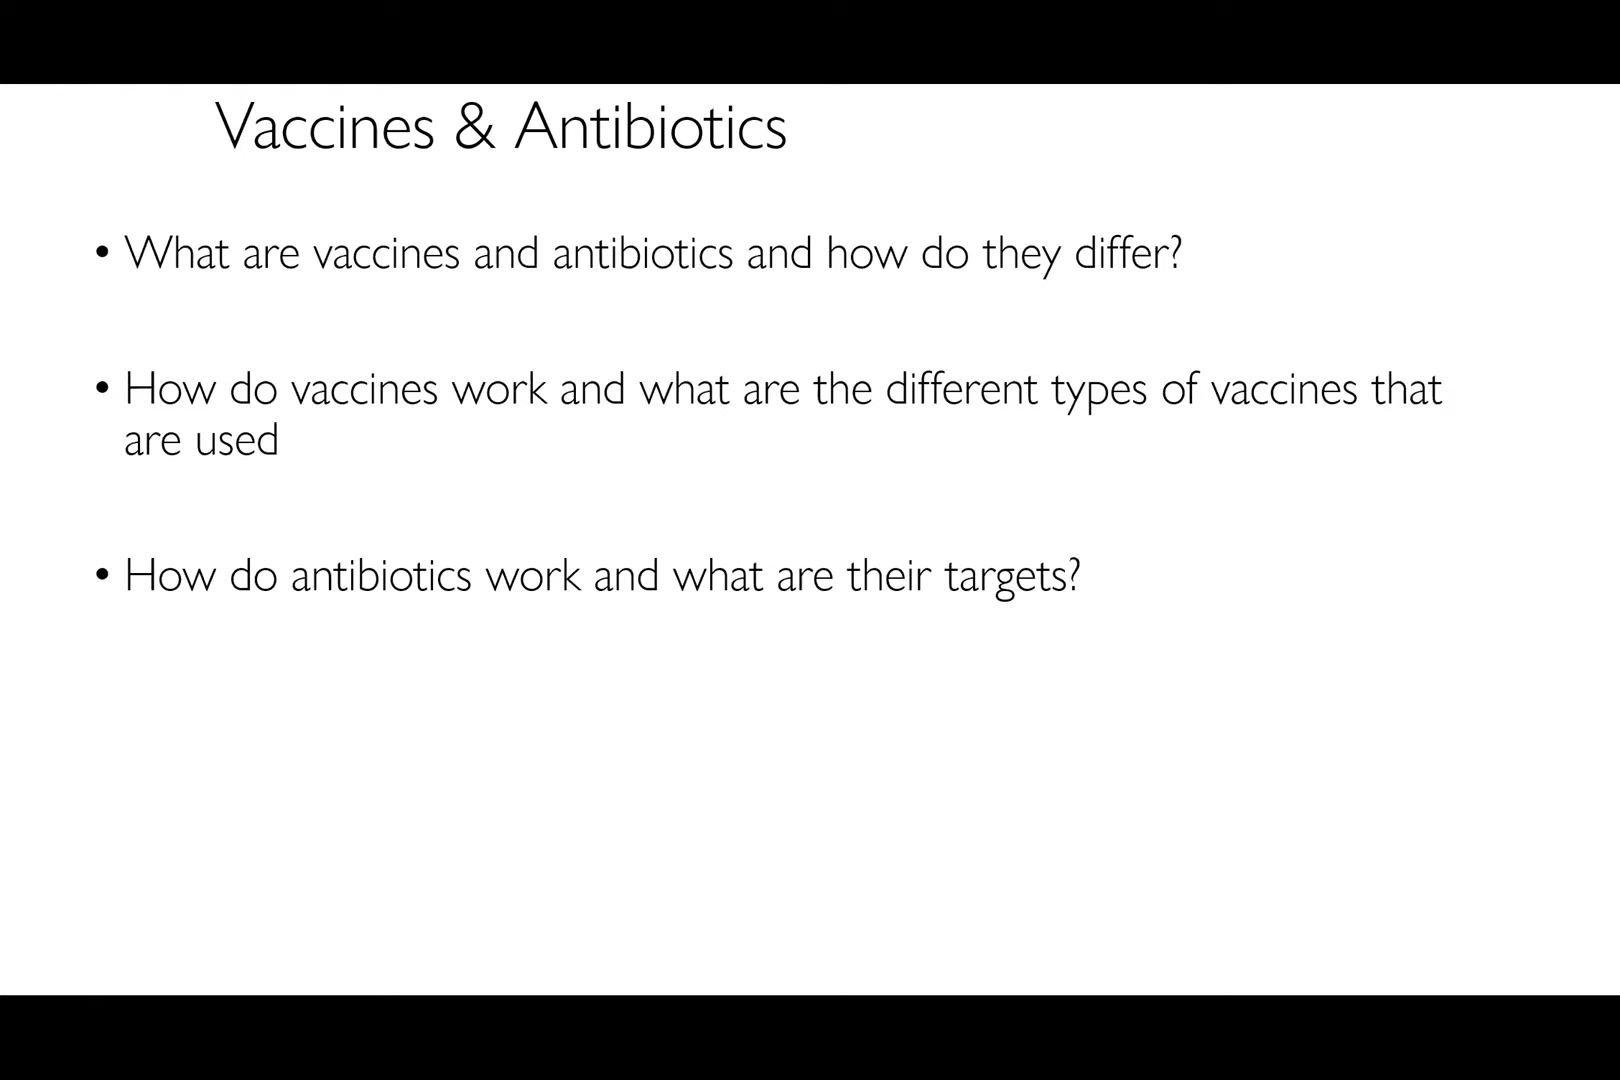 Vaccines & Antibiotics
• What are vaccines and antibiotics and how do they differ?
• How do vaccines work and what are the different types of vaccines that
are used
• How do antibiotics work and what are their targets?